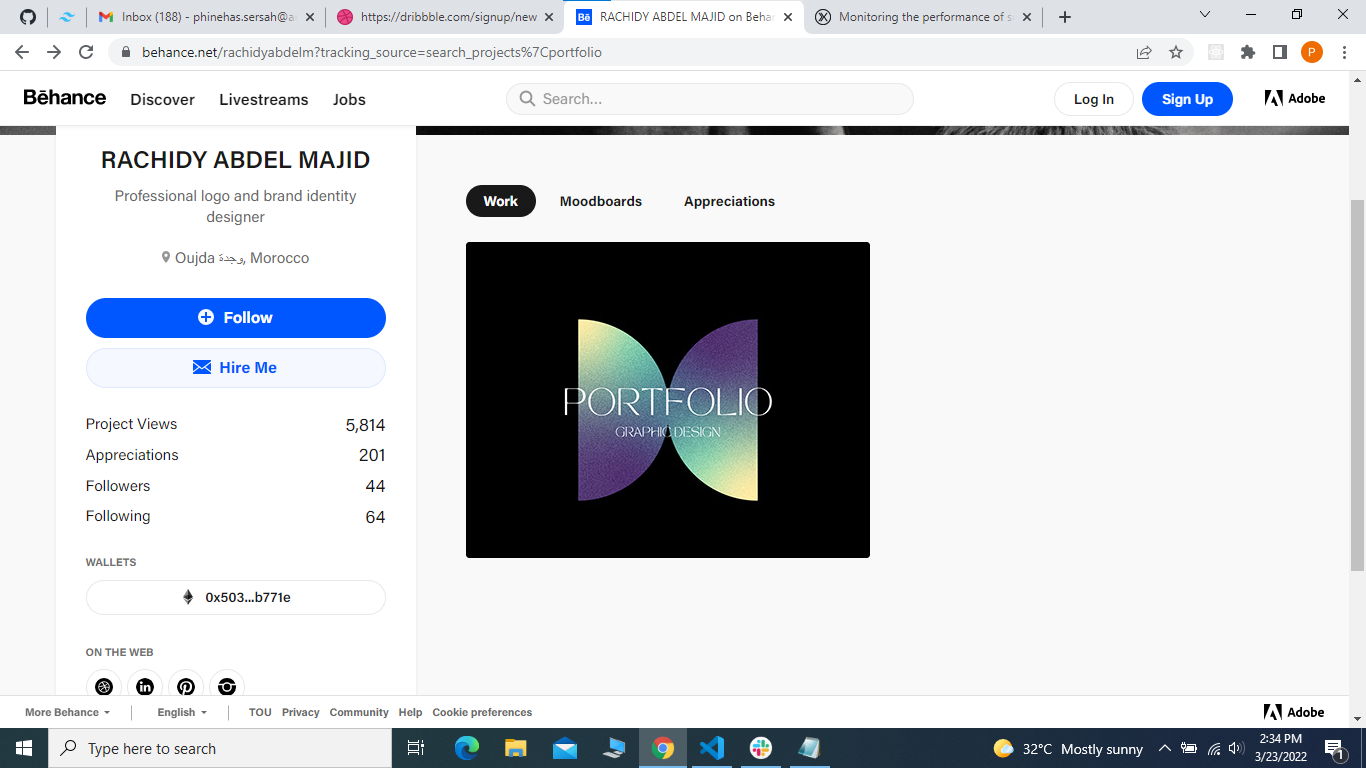 Inbox (188) - phinehas.sersah@a
https://dribbble.com/signup/new
RACHIDY ABDEL MAJID on Behan
Monitoring the performance of s
behance.net/rachidyabdelm?tracking_source=search_projects%7Cportfolio
P
Bēhance
Discover
Livestreams
Jobs
Search...
Log In
Sign Up
Adobe
RACHIDY ABDEL MAJID
Professional logo and brand identity
designer
Oujda وجدة, Morocco
Follow
Hire Me
Project Views 5,814
Appreciations 201
Followers 44
Following 64
WALLETS
0x503...b771e
ON THE WEB
Work
Moodboards
Appreciations
PORTFOLIO
GRAPHIC DESIGN
More Behance
English
TOU
Privacy
Community
Help
Cookie preferences
Adobe
Type here to search
32°C Mostly sunny
2:34 PM
3/23/2022
1